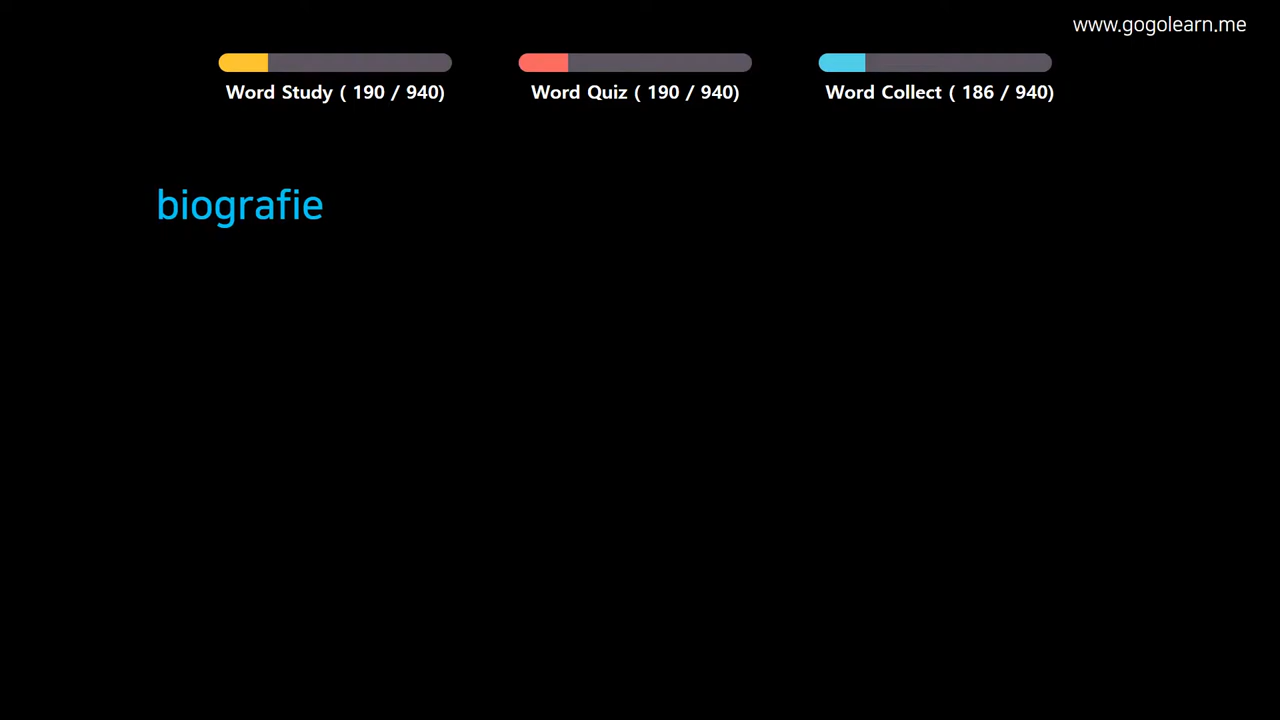 www.gogolearn.me
Word Study ( 190 / 940)
Word Quiz ( 190 / 940)
Word Collect ( 186 / 940)
biografie